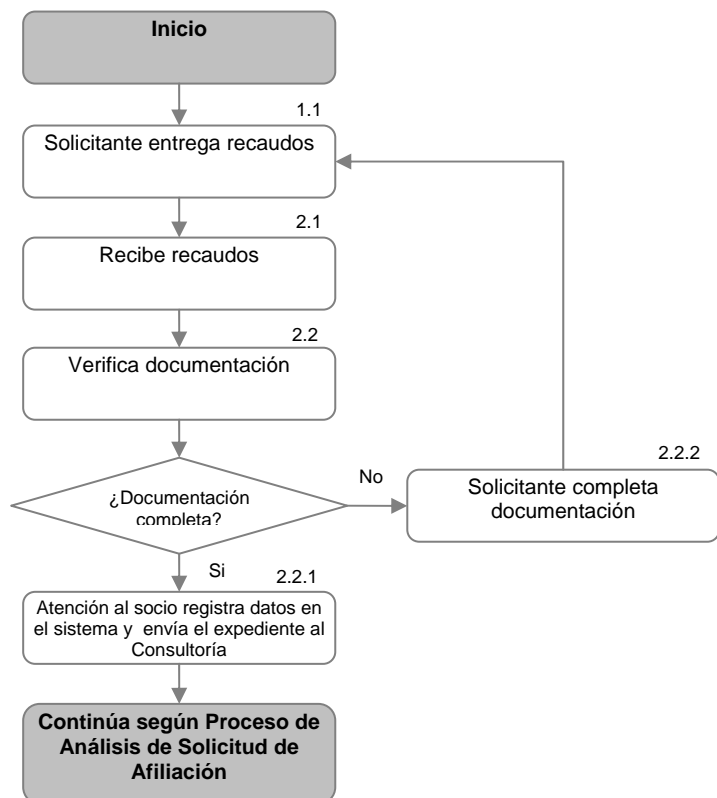 Inicio
1.1
Solicitante entrega recaudos
2.1
Recibe recaudos
2.2
Verifica documentación
¿Documentación
completa?
No
2.2.2
Solicitante completa
documentación
Si
2.2.1
Atención al socio registra datos en
el sistema y envía el expediente al
Consultoría
Continúa según Proceso de
Análisis de Solicitud de
Afiliación